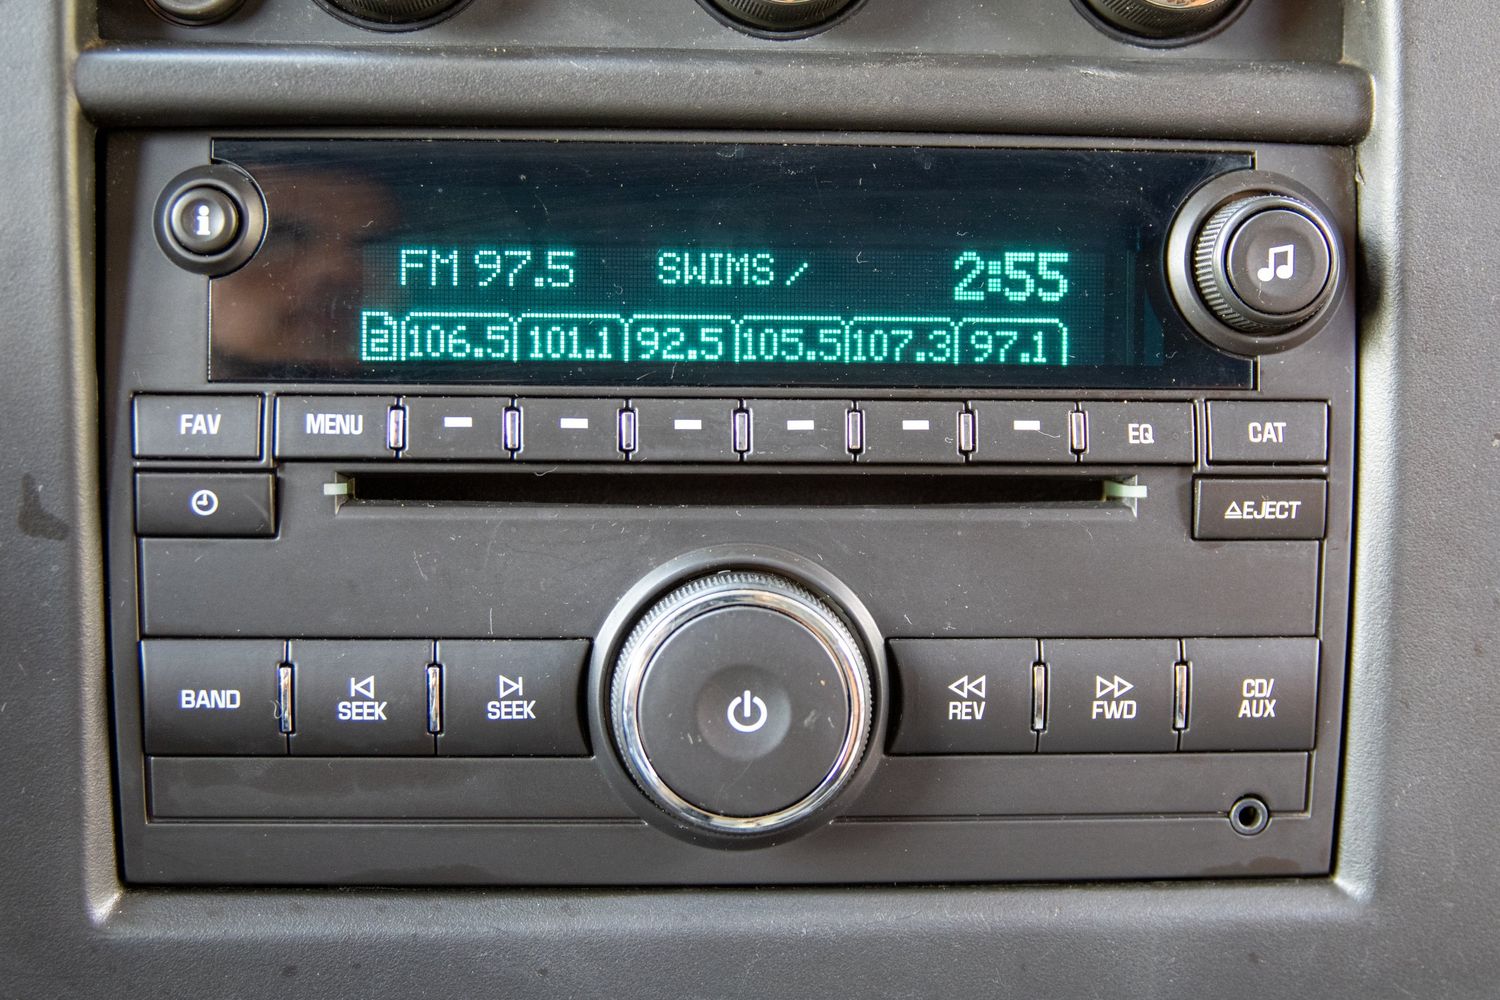 i
FM 97.5 SWIMS / 2:55
2 106.5 101.1 92.5 105.5 107.3 97.1
FAV MENU EQ CAT
EJECT
BAND SEEK SEEK REV FWD CD/
AUX